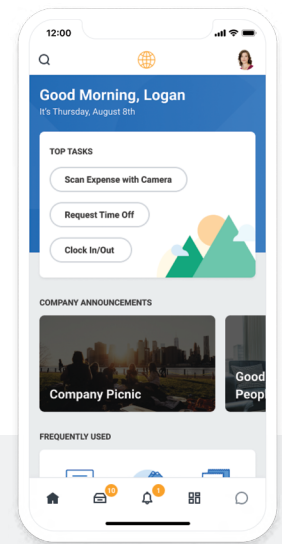 12:00
Good Morning, Logan
It's Thursday, August 8th
TOP TASKS
Scan Expense with Camera
Request Time Off
Clock In/Out
COMPANY ANNOUNCEMENTS
Company Picnic
Good
Peopl
FREQUENTLY USED
10
1